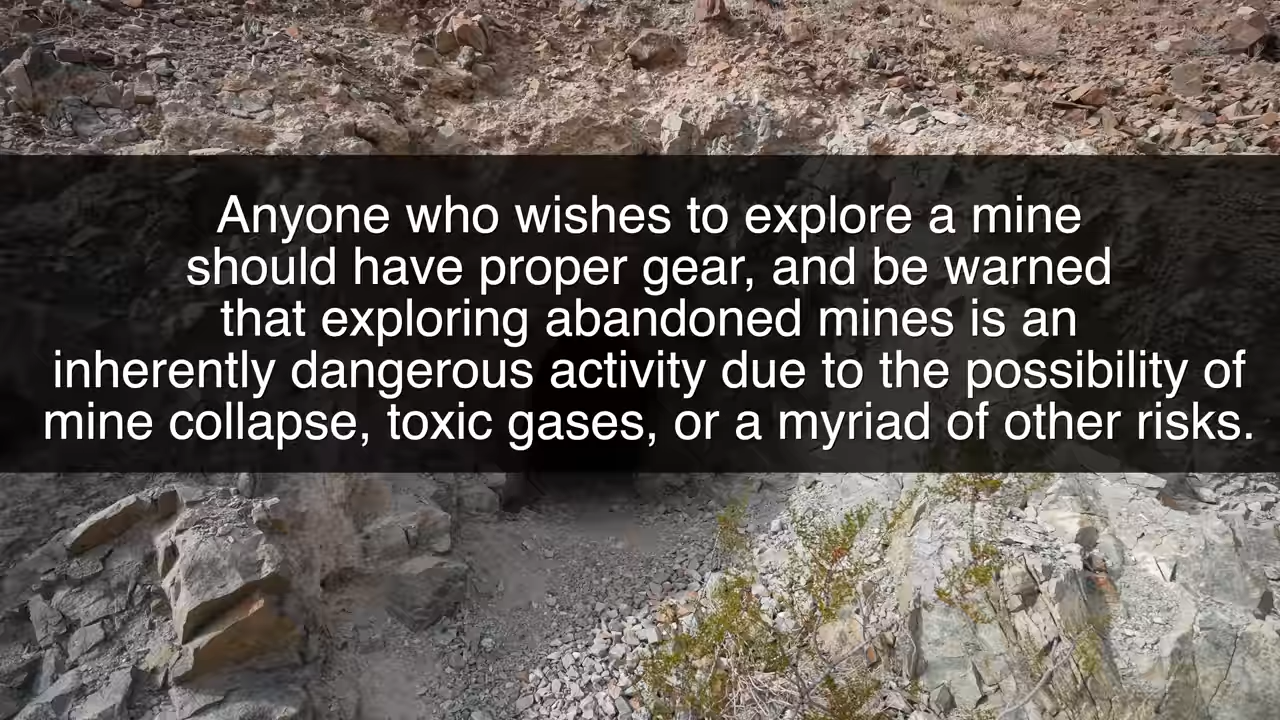 Anyone who wishes to explore a mine
should have proper gear, and be warned
that exploring abandoned mines is an
inherently dangerous activity due to the possibility of
mine collapse, toxic gases, or a myriad of other risks.